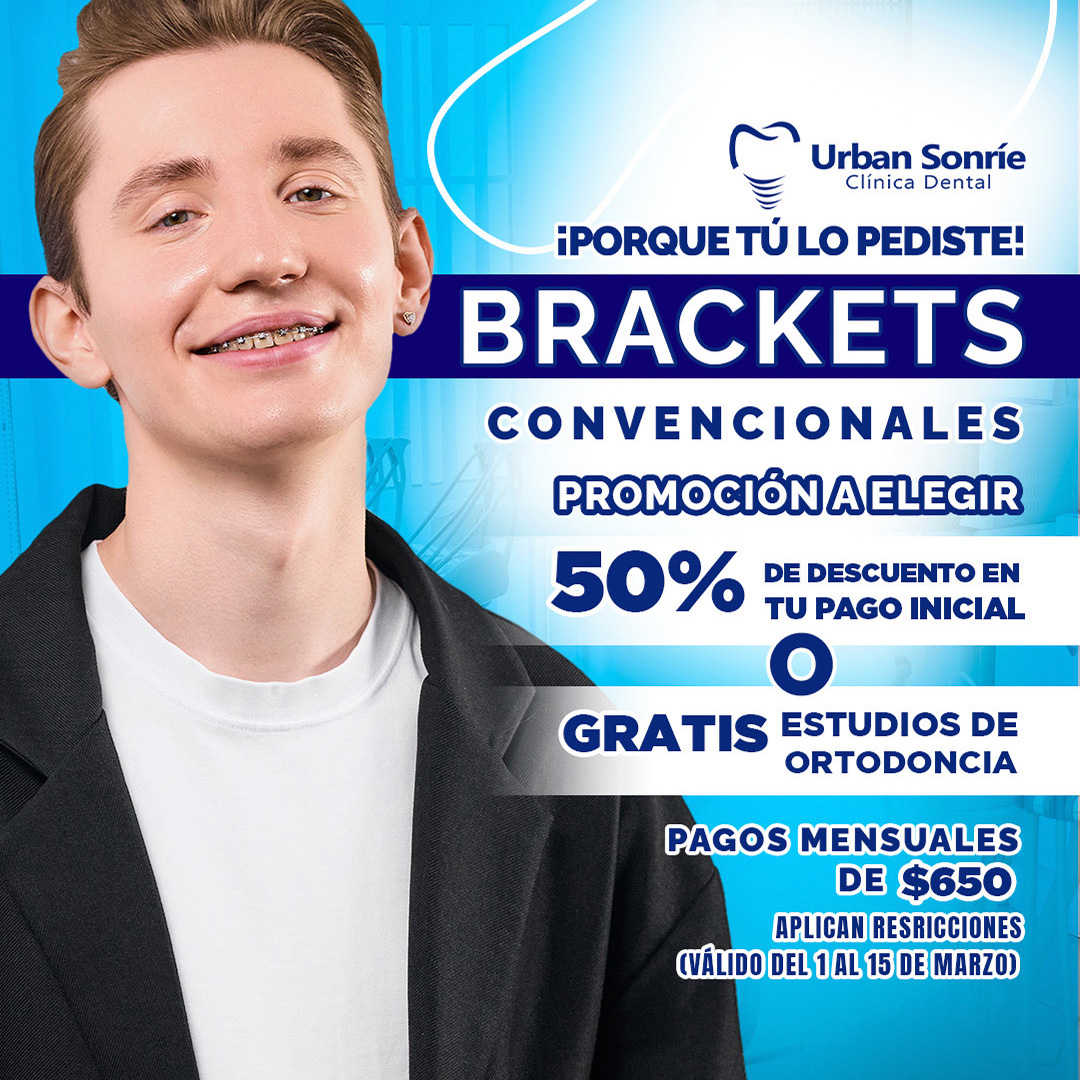 Urban Sonríe
Clínica Dental
¡PORQUE TÚ LO PEDISTE!
BRACKETS
CONVENCIONALES
PROMOCIÓN A ELEGIR
50% DE DESCUENTO EN
TU PAGO INICIAL
O
GRATIS ESTUDIOS DE
ORTODONCIA
PAGOS MENSUALES
DE $650
APLICAN RESRICCIONES
(VÁLIDO DEL 1 AL 15 DE MARZO)